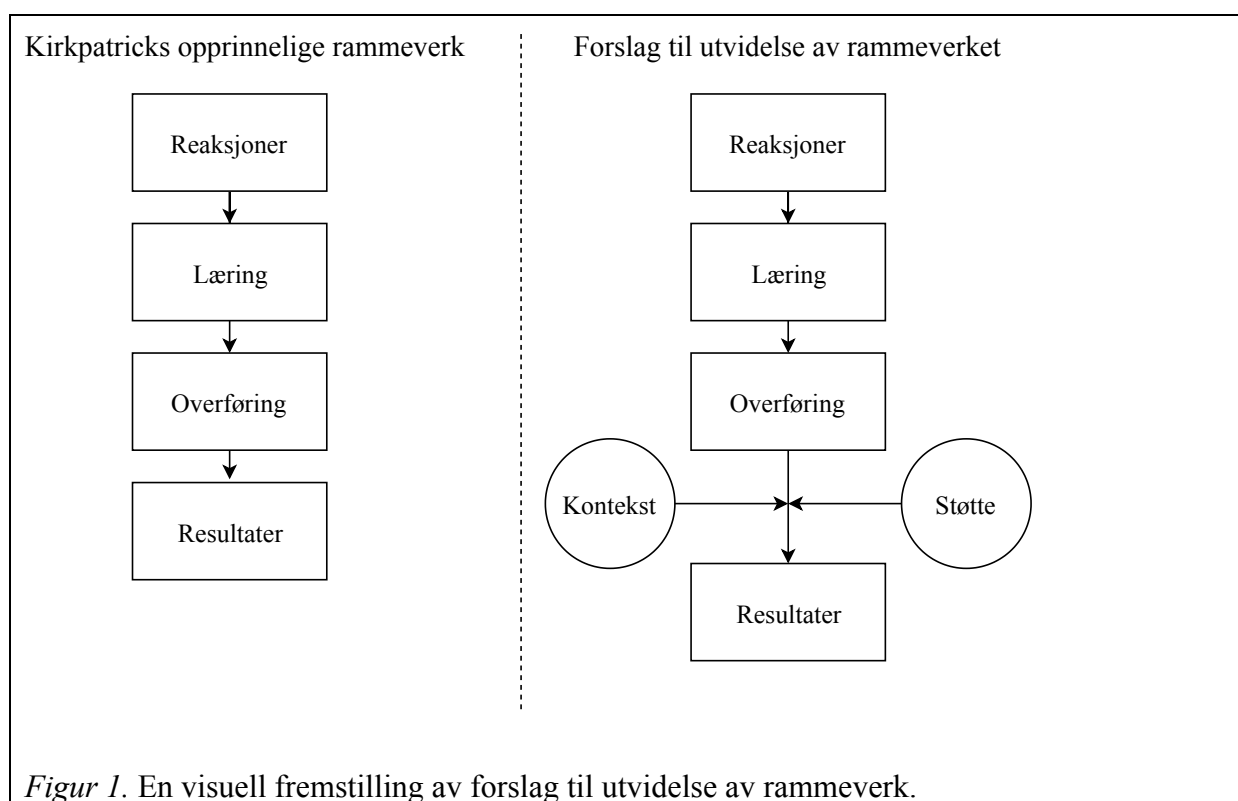 Kirkpatricks opprinnelige rammeverk
Reaksjoner
Læring
Overføring
Resultater
Forslag til utvidelse av rammeverket
Reaksjoner
Læring
Overføring
Kontekst
Støtte
Resultater
Figur 1. En visuell fremstilling av forslag til utvidelse av rammeverk.